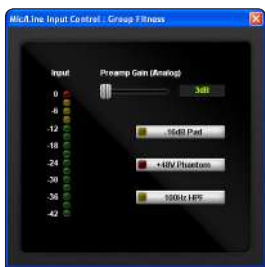 Mic/Line Input Control : Group Fitness
Input
Preamp Gain (Analog)
0
3dB
-6
-12
-16dB Pad
-18
-24
+48V Phantom
-30
-36
100Hz HPF
-42